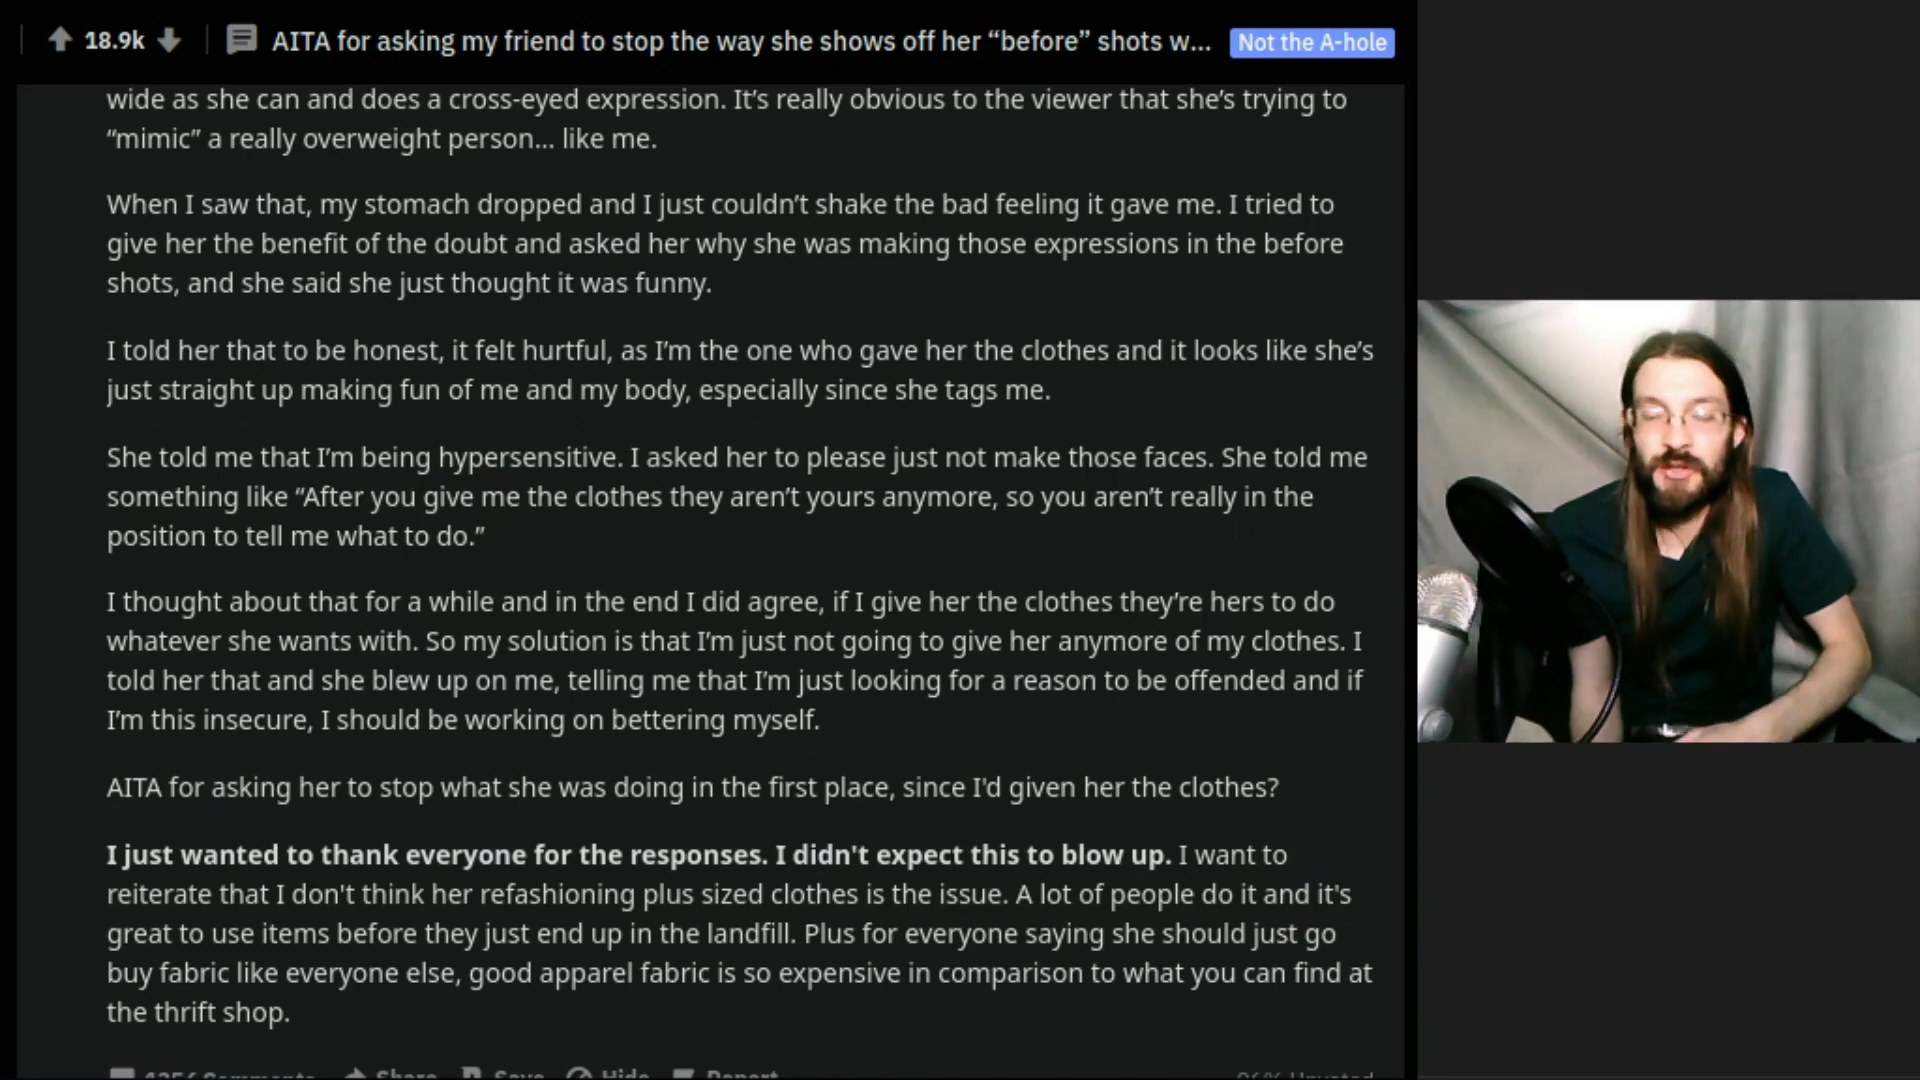 18.9k AITA for asking my friend to stop the way she shows off her “before” shots w... Not the A-hole
wide as she can and does a cross-eyed expression. It’s really obvious to the viewer that she’s trying to
“mimic” a really overweight person... like me.
When I saw that, my stomach dropped and I just couldn’t shake the bad feeling it gave me. I tried to
give her the benefit of the doubt and asked her why she was making those expressions in the before
shots, and she said she just thought it was funny.
I told her that to be honest, it felt hurtful, as I’m the one who gave her the clothes and it looks like she’s
just straight up making fun of me and my body, especially since she tags me.
She told me that I’m being hypersensitive. I asked her to please just not make those faces. She told me
something like “After you give me the clothes they aren’t yours anymore, so you aren’t really in the
position to tell me what to do.”
I thought about that for a while and in the end I did agree, if I give her the clothes they’re hers to do
whatever she wants with. So my solution is that I’m just not going to give her anymore of my clothes. I
told her that and she blew up on me, telling me that I’m just looking for a reason to be offended and if
I’m this insecure, I should be working on bettering myself.
AITA for asking her to stop what she was doing in the first place, since I'd given her the clothes?
I just wanted to thank everyone for the responses. I didn't expect this to blow up. I want to
reiterate that I don't think her refashioning plus sized clothes is the issue. A lot of people do it and it's
great to use items before they just end up in the landfill. Plus for everyone saying she should just go
buy fabric like everyone else, good apparel fabric is so expensive in comparison to what you can find at
the thrift shop.
Comments Share Save Hide Report